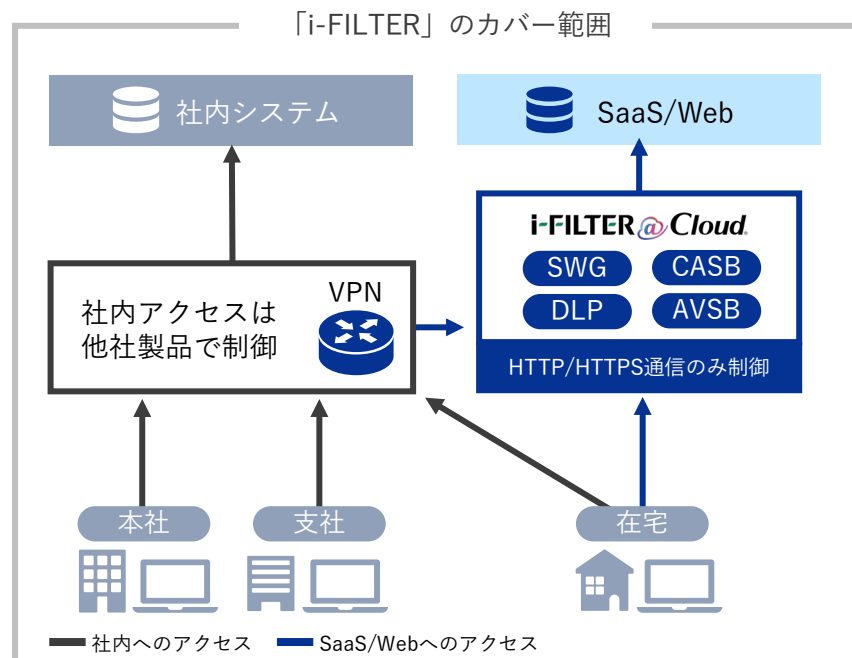 「i-FILTER」のカバー範囲
社内システム
SaaS/Web
i-FILTER@Cloud
SWG
CASB
DLP
AVSB
HTTP/HTTPS通信のみ制御
社内アクセスは
他社製品で制御
VPN
本社
支社
在宅
社内へのアクセス
SaaS/Webへのアクセス